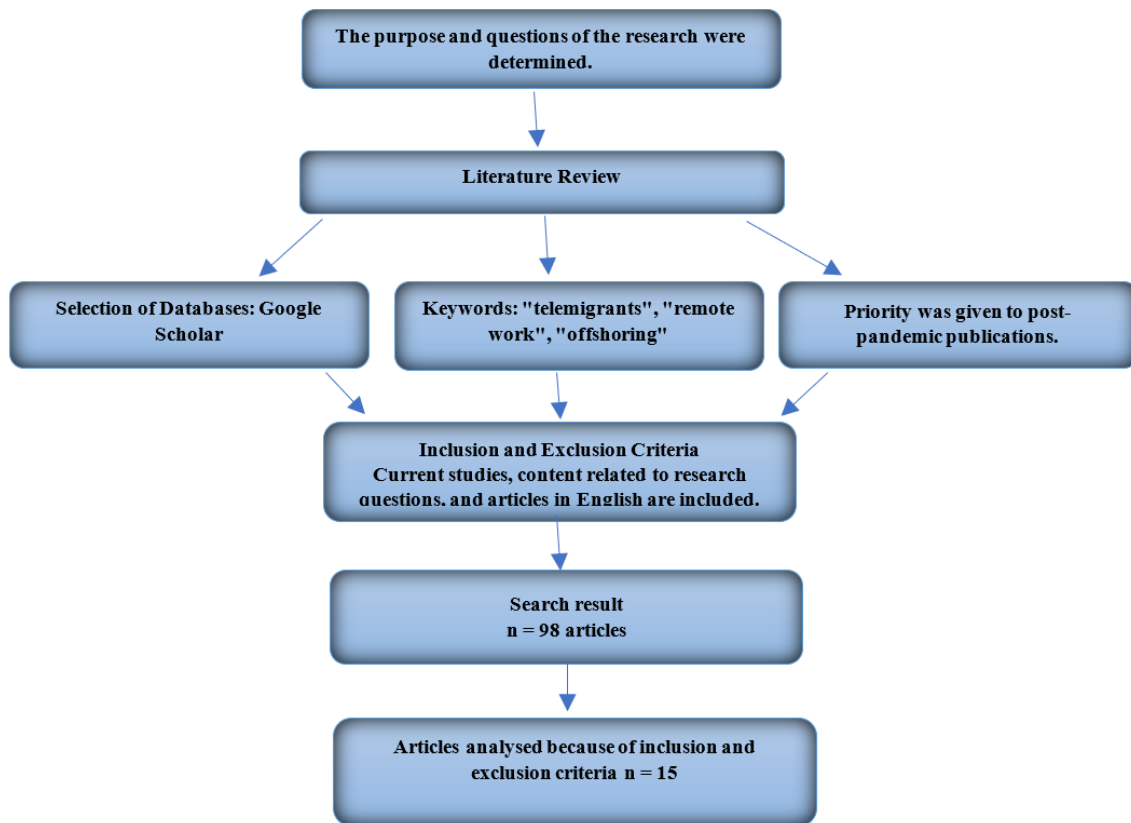 The purpose and questions of the research were
determined.
Literature Review
Selection of Databases: Google
Scholar
Keywords: "telemigrants", "remote
work", "offshoring"
Priority was given to post-
pandemic publications.
Inclusion and Exclusion Criteria
Current studies, content related to research
questions, and articles in English are included.
Search result
n = 98 articles
Articles analysed because of inclusion and
exclusion criteria n = 15